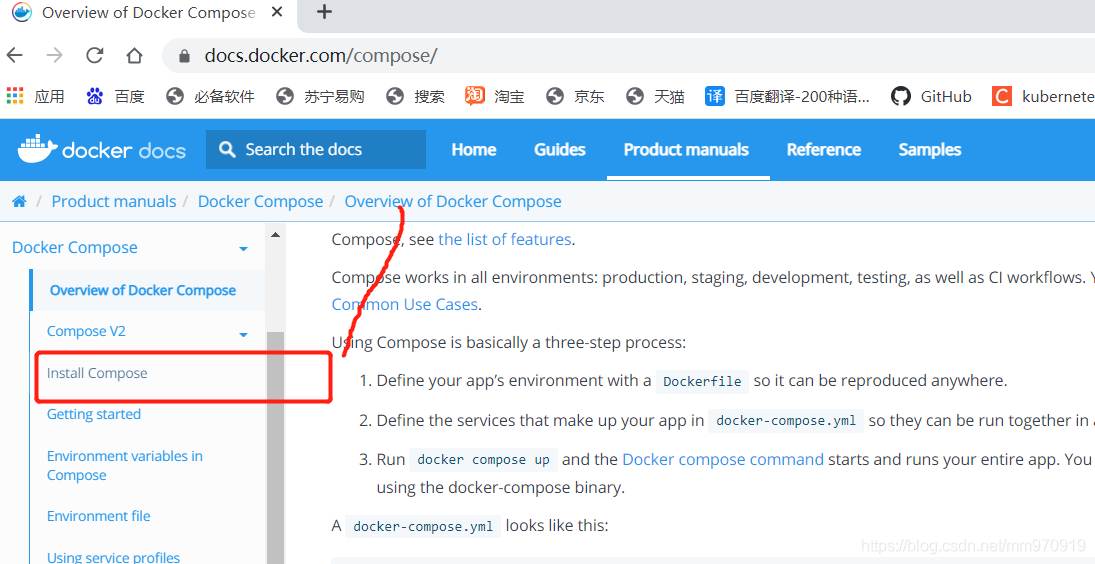 Overview of Docker Compose
docs.docker.com/compose/
应用 百度 必备软件 苏宁易购 搜索 淘 淘宝 京东 天猫 译 百度翻译-200种语... GitHub C kubernete
docker docs Search the docs Home Guides Product manuals Reference Samples
/ Product manuals / Docker Compose / Overview of Docker Compose
Docker Compose
Overview of Docker Compose
Compose V2
Install Compose
Getting started
Environment variables in
Compose
Environment file
Using service profiles
Compose, see the list of features.
Compose works in all environments: production, staging, development, testing, as well as CI workflows. Y
Common Use Cases.
Using Compose is basically a three-step process:
1. Define your app’s environment with a Dockerfile so it can be reproduced anywhere.
2. Define the services that make up your app in docker-compose.yml so they can be run together in a
3. Run docker compose up and the Docker compose command starts and runs your entire app. You
using the docker-compose binary.
A docker-compose.yml looks like this:
https://blog.csdn.net/mm970919